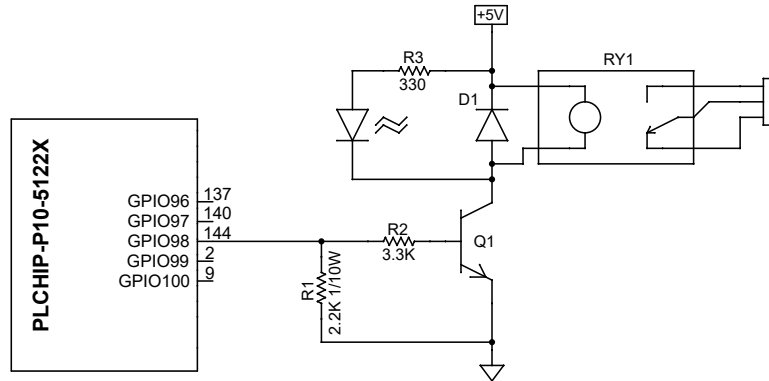 +5V
R3
330
RY1
D1
PLCHIP-P10-5122X
GPIO96 137
GPIO97 140
GPIO98 144
GPIO99 2
GPIO100 9
R2
3.3K
Q1
R1
2.2K 1/10W